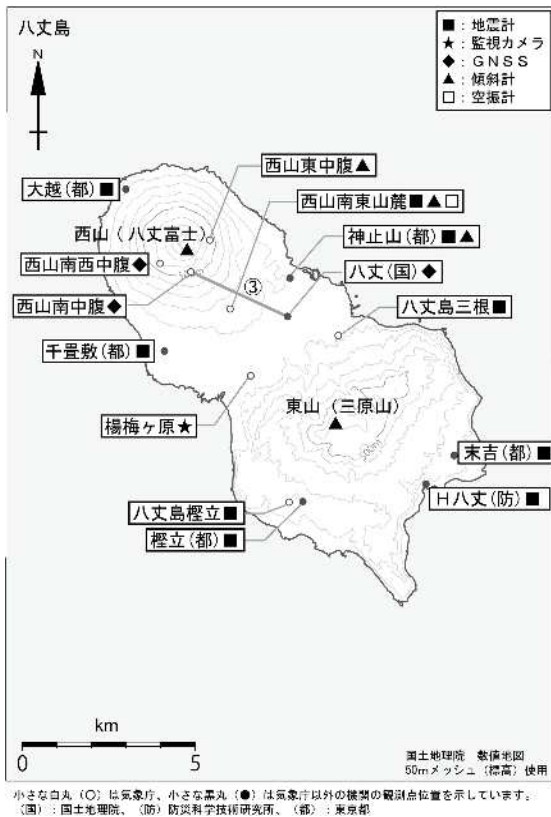 八丈島
N
■：地震計
★：監視カメラ
◆：ＧＮＳＳ
▲：傾斜計
□：空振計
西山東中腹▲
大越(都)■
西山南東山麓■▲□
西山（八丈富士）
神止山(都)■▲
西山南西中腹◆
③
八丈(国)◆
西山南中腹◆
八丈島三根■
千畳敷(都)■
東山（三原山）
楊梅ヶ原★
500m
末吉(都)■
Ｈ八丈(防)■
八丈島樫立■
樫立(都)■
km
0 5
国土地理院　数値地図
50mメッシュ（標高）使用
小さな白丸（○）は気象庁、小さな黒丸（●）は気象庁以外の機関の観測点位置を示しています。
（国）：国土地理院、（防）防災科学技術研究所、（都）：東京都